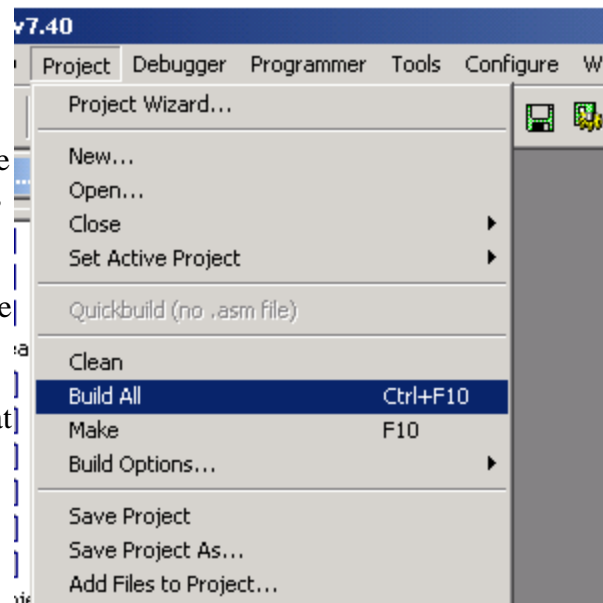 v7.40
Project Debugger Programmer Tools Configure
Project Wizard...
New...
Open...
Close
Set Active Project
Quickbuild (no .asm file)
Clean
Build All Ctrl+F10
Make F10
Build Options...
Save Project
Save Project As...
Add Files to Project...